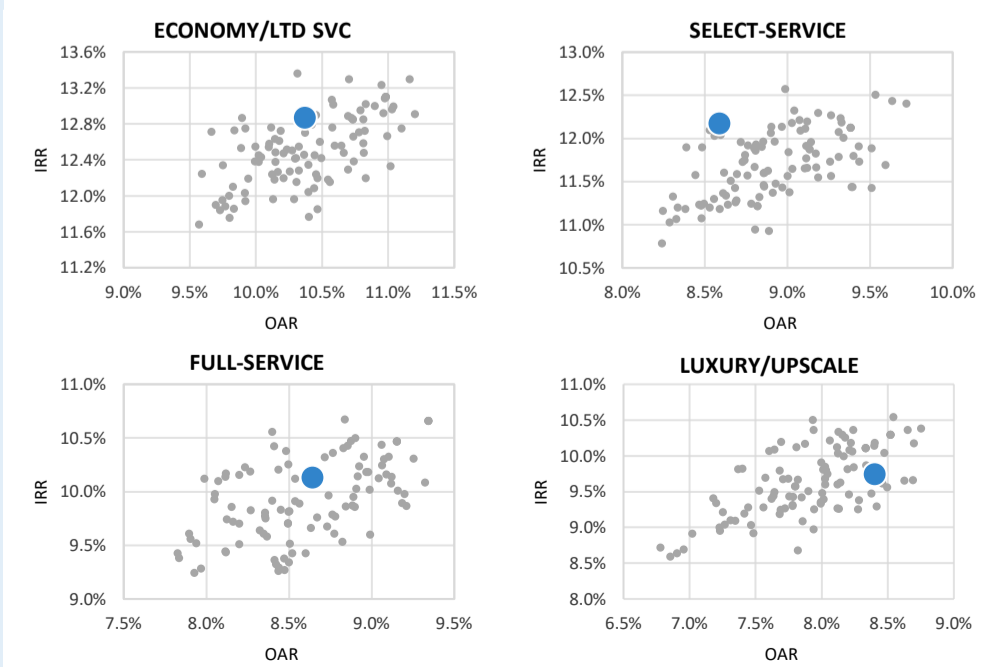 ECONOMY/LTD SVC
13.6%
13.2%
12.8%
12.4%
12.0%
11.6%
11.2%
IRR
9.0% 9.5% 10.0% 10.5% 11.0% 11.5%
OAR
SELECT-SERVICE
13.0%
12.5%
12.0%
11.5%
11.0%
10.5%
IRR
8.0% 8.5% 9.0% 9.5% 10.0%
OAR
FULL-SERVICE
11.0%
10.5%
10.0%
9.5%
9.0%
IRR
7.5% 8.0% 8.5% 9.0% 9.5%
OAR
LUXURY/UPSCALE
11.0%
10.5%
10.0%
9.5%
9.0%
8.5%
8.0%
IRR
6.5% 7.0% 7.5% 8.0% 8.5% 9.0%
OAR